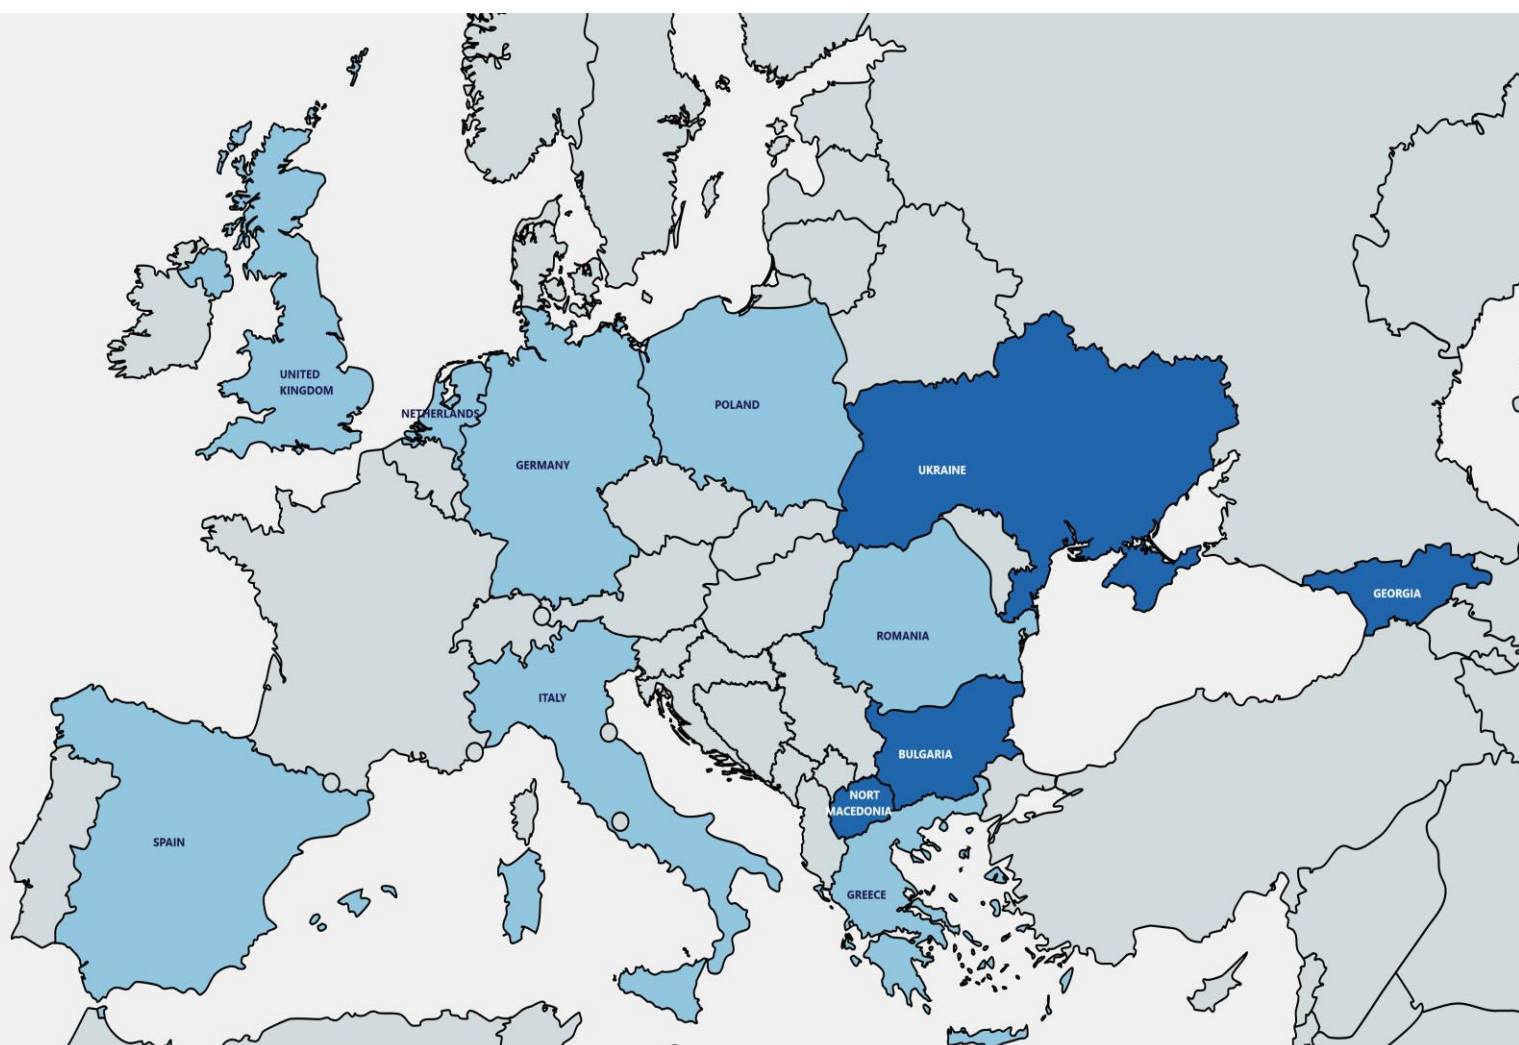 UNITED
KINGDOM
NETHERLANDS
POLAND
GERMANY
UKRAINE
GEORGIA
ROMANIA
ITALY
BULGARIA
NORT
MACEDONIA
SPAIN
GREECE